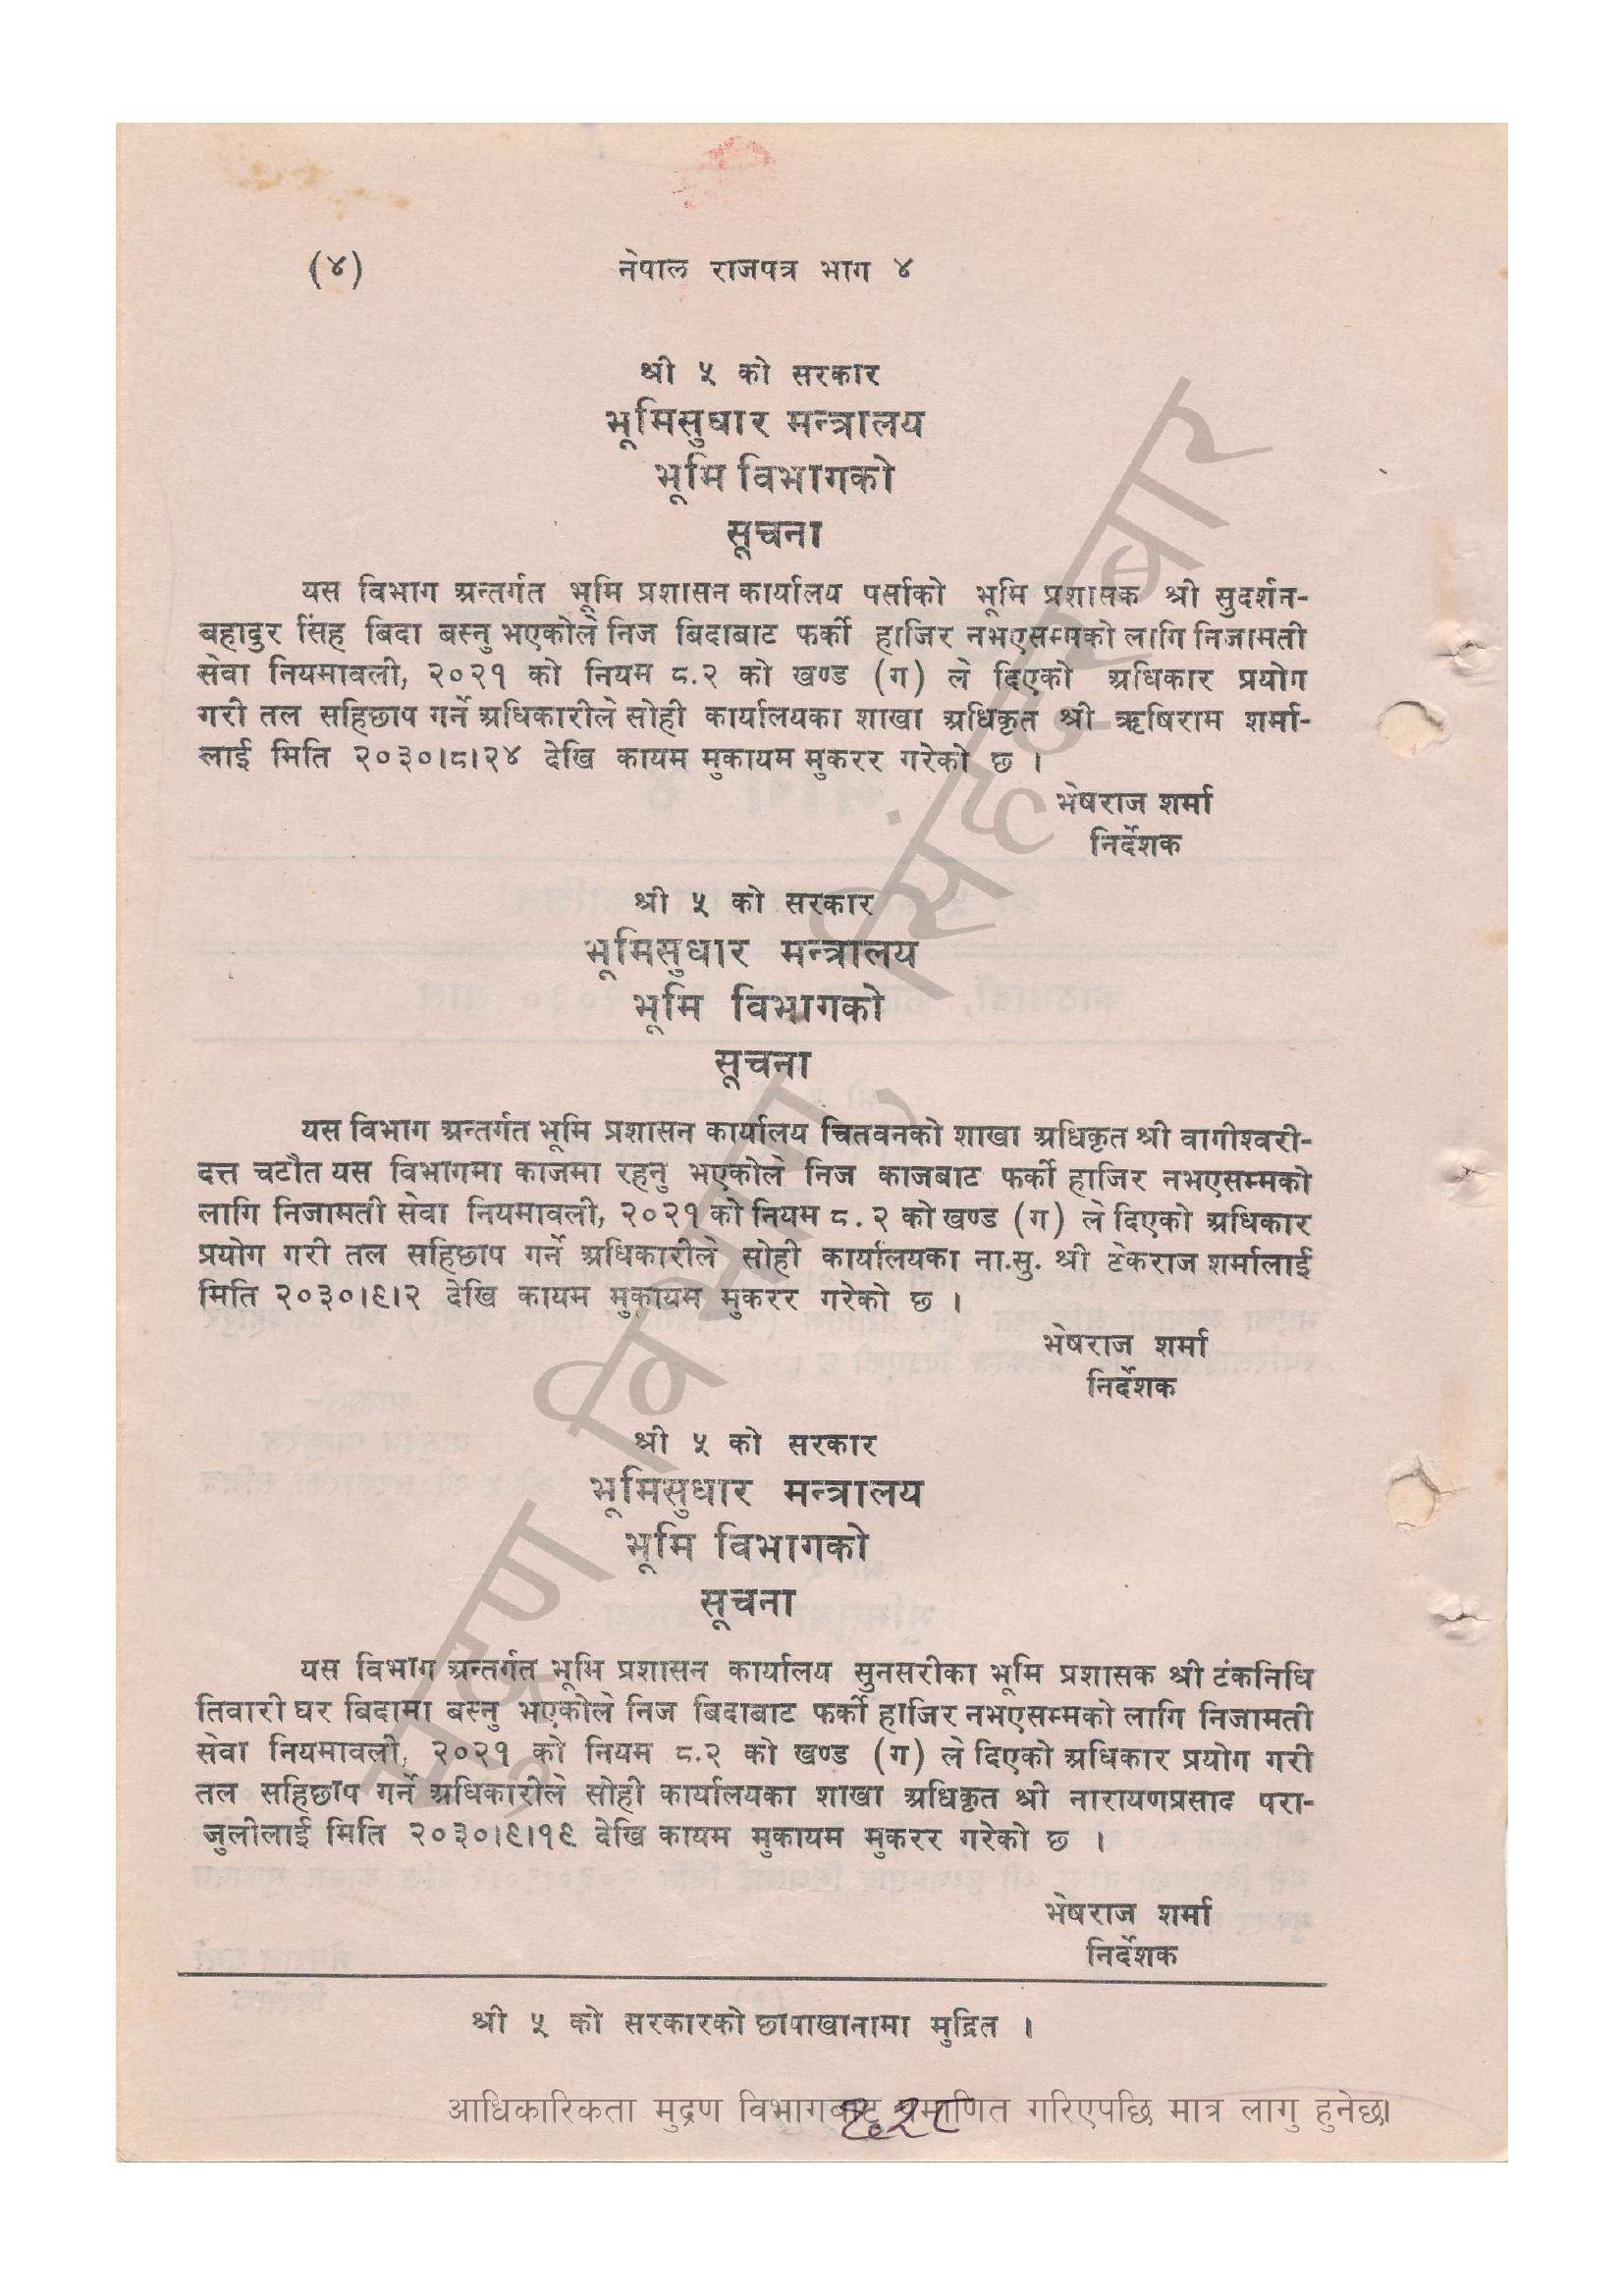 (४) नेपाल राजपत्र भाग ४
श्री ५ को सरकार
भूमिसुधार मन्त्रालय
भूमि विभागको
सूचना
यस विभाग अन्तर्गत भूमि प्रशासन कार्यालय पर्साको भूमि प्रशासक श्री सुदर्शन-
बहादुर सिंह बिदा बस्नु भएकोले निज बिदाबाट फर्की हाजिर नभएसम्मको लागि निजामती
सेवा नियमावली, २०२१ को नियम ८.२ को खण्ड (ग) ले दिएको अधिकार प्रयोग
गरी तल सहिछाप गर्ने अधिकारीले सोही कार्यालयका शाखा अधिकृत श्री ऋषिराम शर्मा-
लाई मिति २०३०।८।२४ देखि कायम मुकायम मुकरर गरेको छ ।
भेषराज शर्मा
निर्देशक
श्री ५ को सरकार
भूमिसुधार मन्त्रालय
भूमि विभागको
सूचना
यस विभाग अन्तर्गत भूमि प्रशासन कार्यालय चितवनको शाखा अधिकृत श्री वागीश्वरी-
दत्त चटौत यस विभागमा काजमा रहनु भएकोले निज काजबाट फर्की हाजिर नभएसम्मको
लागि निजामती सेवा नियमावली, २०२१ को नियम ८.२ को खण्ड (ग) ले दिएको अधिकार
प्रयोग गरी तल सहिछाप गर्ने अधिकारीले सोही कार्यालयका ना.सु. श्री टेकराज शर्मालाई
मिति २०३०।९।२ देखि कायम मुकायम मुकरर गरेको छ ।
भेषराज शर्मा
निर्देशक
श्री ५ को सरकार
भूमिसुधार मन्त्रालय
भूमि विभागको
सूचना
यस विभाग अन्तर्गत भूमि प्रशासन कार्यालय सुनसरीका भूमि प्रशासक श्री टंकनिधि
तिवारी घर बिदामा बस्नु भएकोले निज बिदाबाट फर्की हाजिर नभएसम्मको लागि निजामती
सेवा नियमावली, २०२१ को नियम ८.२ को खण्ड (ग) ले दिएको अधिकार प्रयोग गरी
तल सहिछाप गर्ने अधिकारीले सोही कार्यालयका शाखा अधिकृत श्री नारायणप्रसाद परा-
जुलीलाई मिति २०३०।९।१९ देखि कायम मुकायम मुकरर गरेको छ ।
भेषराज शर्मा
निर्देशक
श्री ५ को सरकारको छापाखानामा मुद्रित ।
आधिकारिकता मुद्रण विभागबाट प्रमाणित गरिएपछि मात्र लागु हुनेछ।
मुद्रण विभाग, सिंहदरबार